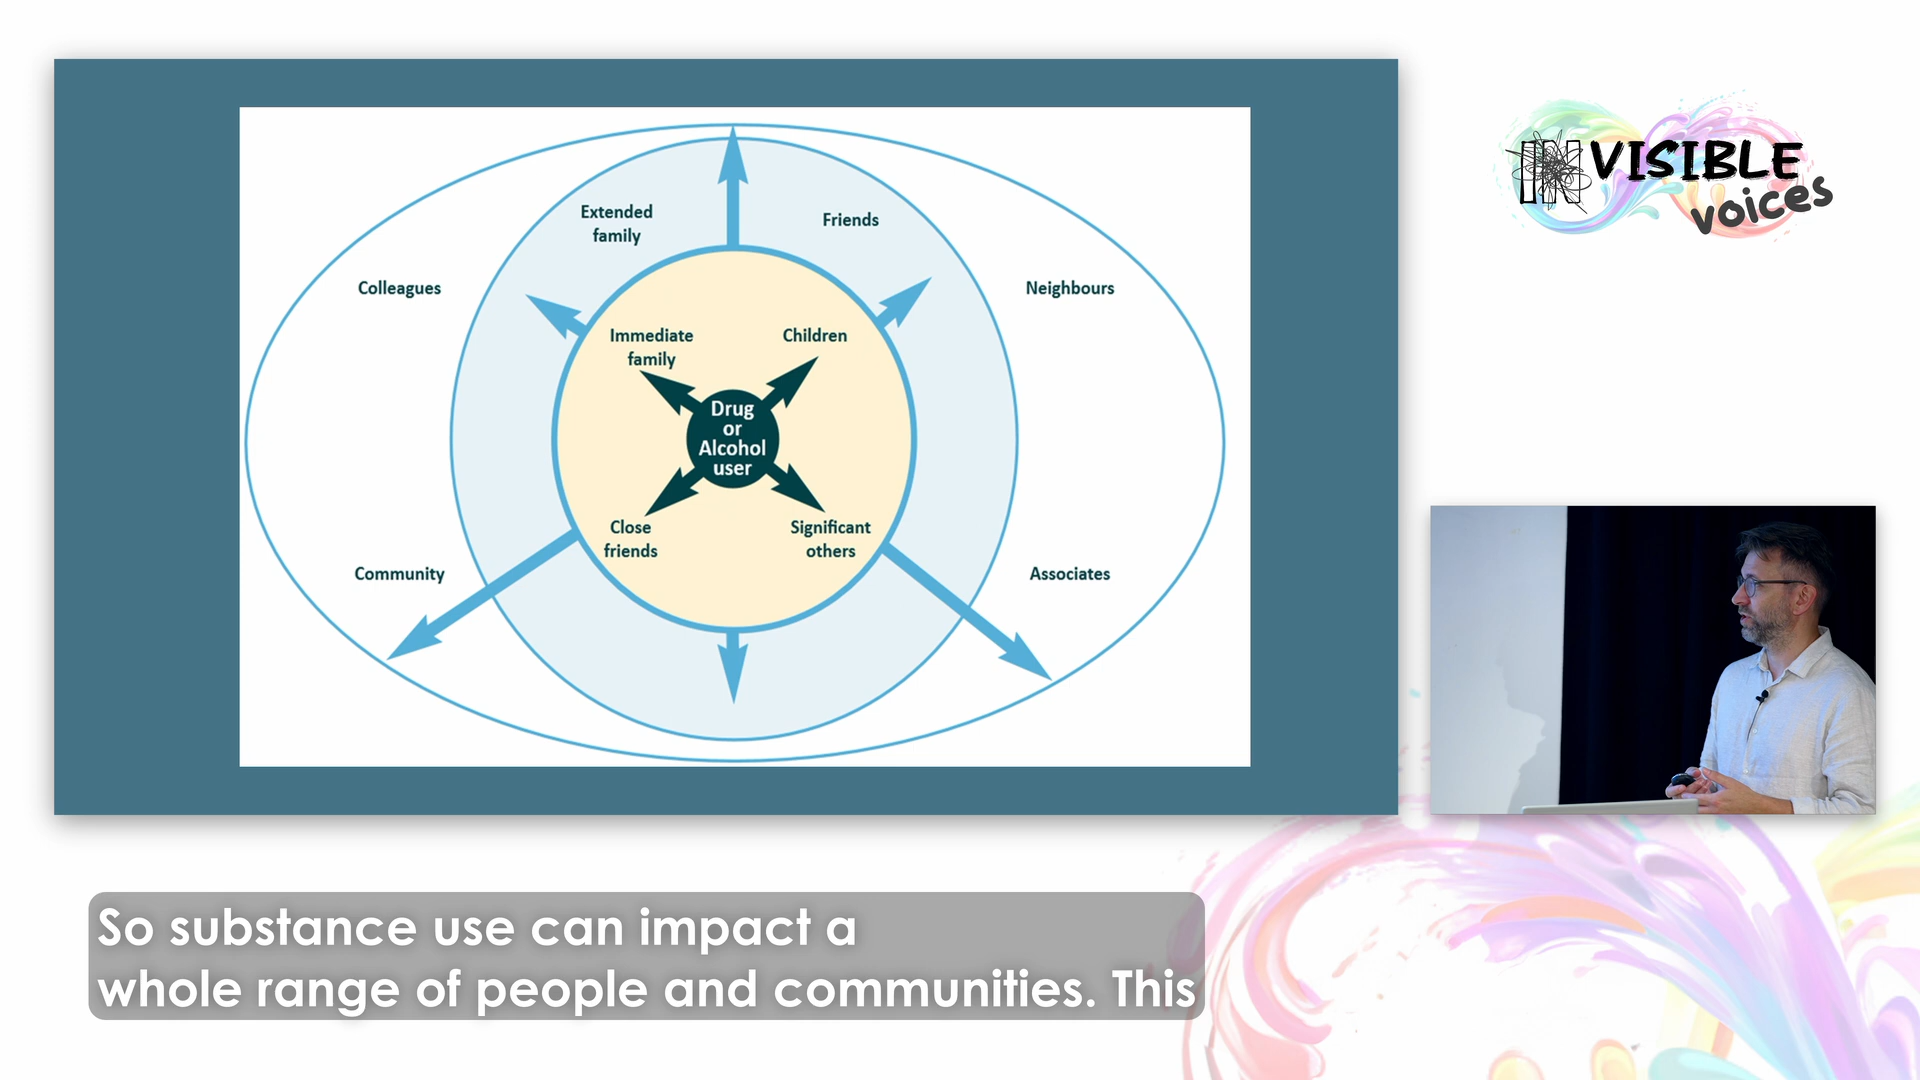 Extended
family
Friends
Colleagues
Neighbours
Immediate
family
Children
Drug
or
Alcohol
user
Close
friends
Significant
others
Community
Associates
INVISIBLE
voices
So substance use can impact a
whole range of people and communities. This